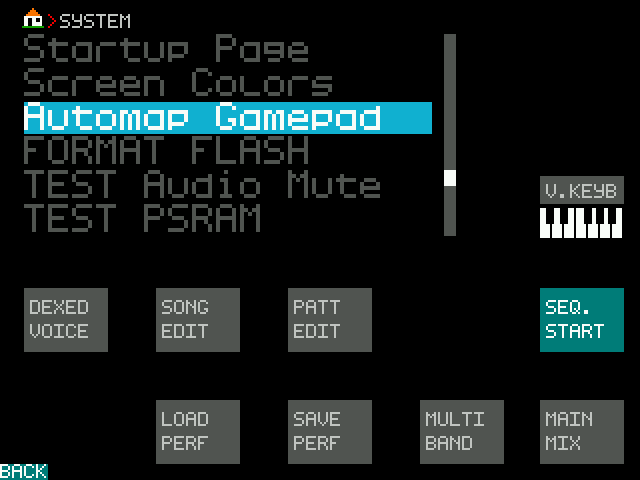 >SYSTEM
Startup Page
Screen Colors
Automap Gamepad
FORMAT FLASH
TEST Audio Mute
TEST PSRAM
V.KEYB
DEXED
VOICE
SONG
EDIT
PATT
EDIT
SEQ.
START
LOAD
PERF
SAVE
PERF
MULTI
BAND
MAIN
MIX
BACK